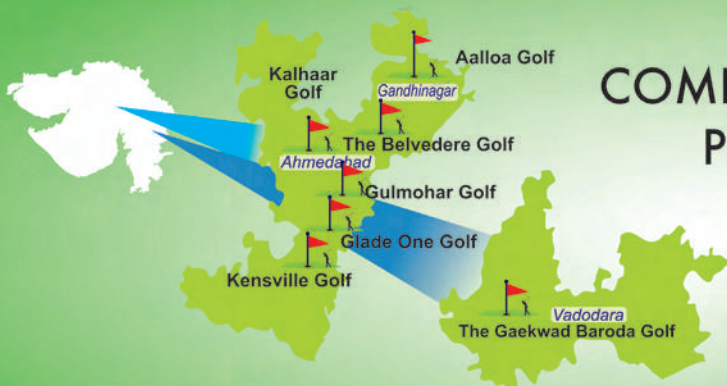 Aalloa Golf
Kalhaar
Golf
Gandhinagar
The Belvedere Golf
Ahmedabad
Gulmohar Golf
Glade One Golf
Kensville Golf
Vadodara
The Gaekwad Baroda Golf